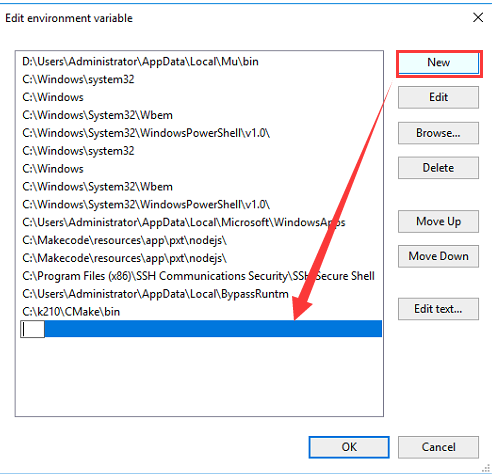 Edit environment variable
D:\Users\Administrator\AppData\Local\Mu\bin
C:\Windows\system32
C:\Windows
C:\Windows\System32\Wbem
C:\Windows\System32\WindowsPowerShell\v1.0\
C:\Windows\system32
C:\Windows
C:\Windows\System32\Wbem
C:\Windows\System32\WindowsPowerShell\v1.0\
C:\Users\Administrator\AppData\Local\Microsoft\WindowsApps
C:\Makecode\resources\app\pxt\nodejs\
C:\Makecode\resources\app\pxt\nodejs\
C:\Program Files (x86)\SSH Communications Security\SSH Secure Shell
C:\Users\Administrator\AppData\Local\BypassRuntm
C:\k210\CMake\bin
New
Edit
Browse...
Delete
Move Up
Move Down
Edit text...
OK
Cancel